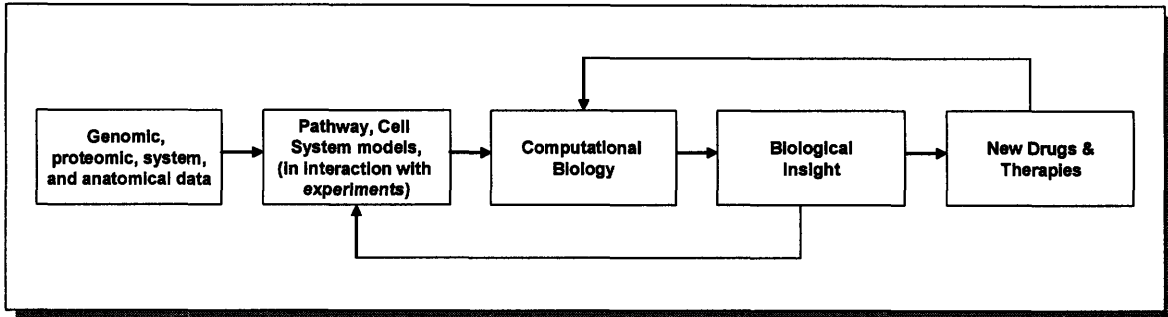 Genomic,
proteomic, system,
and anatomical data
Pathway, Cell
System models,
(in interaction with
experiments)
Computational
Biology
Biological
Insight
New Drugs &
Therapies